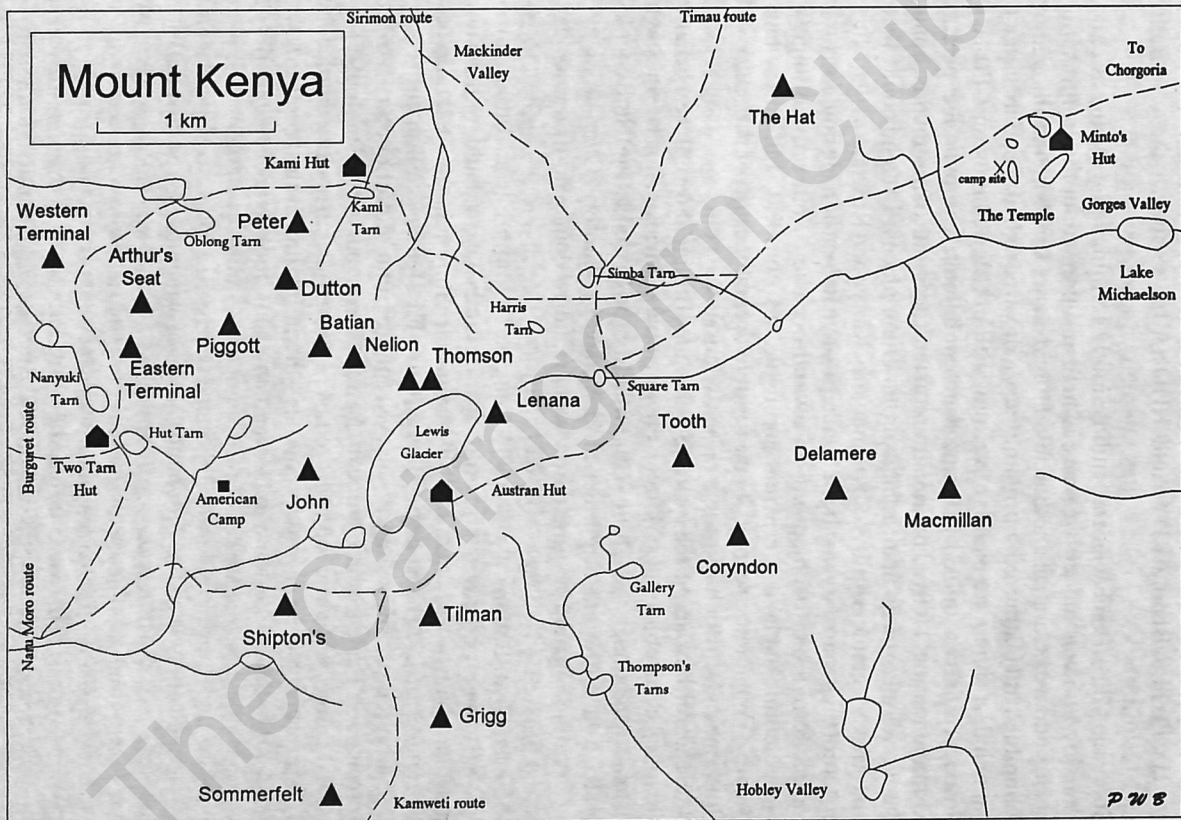 Sirimon route
Timau route
Mount Kenya
1 km
Mackinder
Valley
To
Chorgoria
The Hat
Minto's
Hut
camp site
The Temple
Gorges Valley
Lake
Michaelson
Kami Hut
Kami
Tarn
Western
Terminal
Peter
Oblong Tarn
Arthur's
Seat
Dutton
Simba Tarn
Harris
Tarn
Batian
Piggott
Nelion
Thomson
Eastern
Terminal
Nanyuki
Tarn
Lenana
Square Tarn
Tooth
Hut Tarn
Lewis
Glacier
Burguret route
Two Tarn
Hut
American
Camp
John
Austran Hut
Delamere
Macmillan
Coryndon
Gallery
Tarn
Naru Moro route
Shipton's
Tilman
Thompson's
Tarns
Grigg
Sommerfelt
Kamweti route
Hobley Valley
P W B
The Cairngorm Club